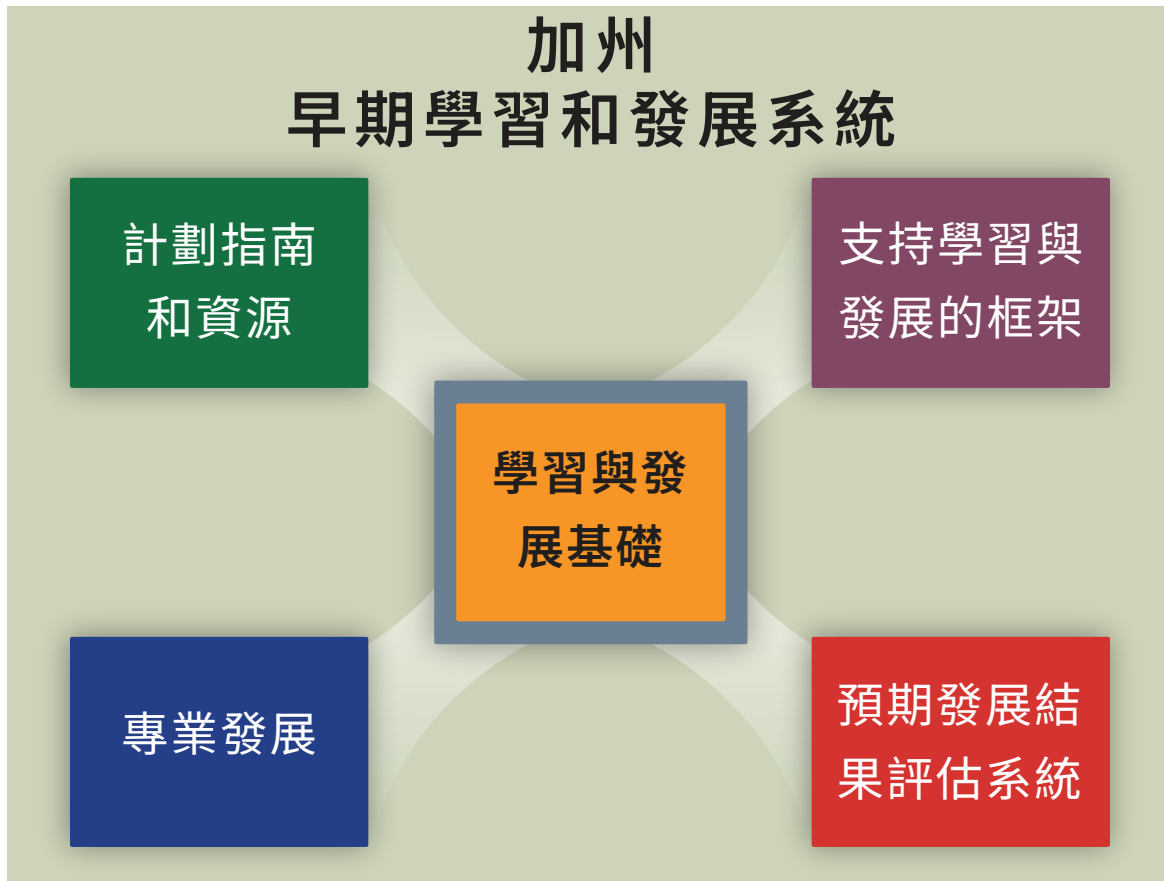 加州
早期學習和發展系統
計劃指南
和資源
支持學習與
發展的框架
學習與發
展基礎
專業發展
預期發展結
果評估系統